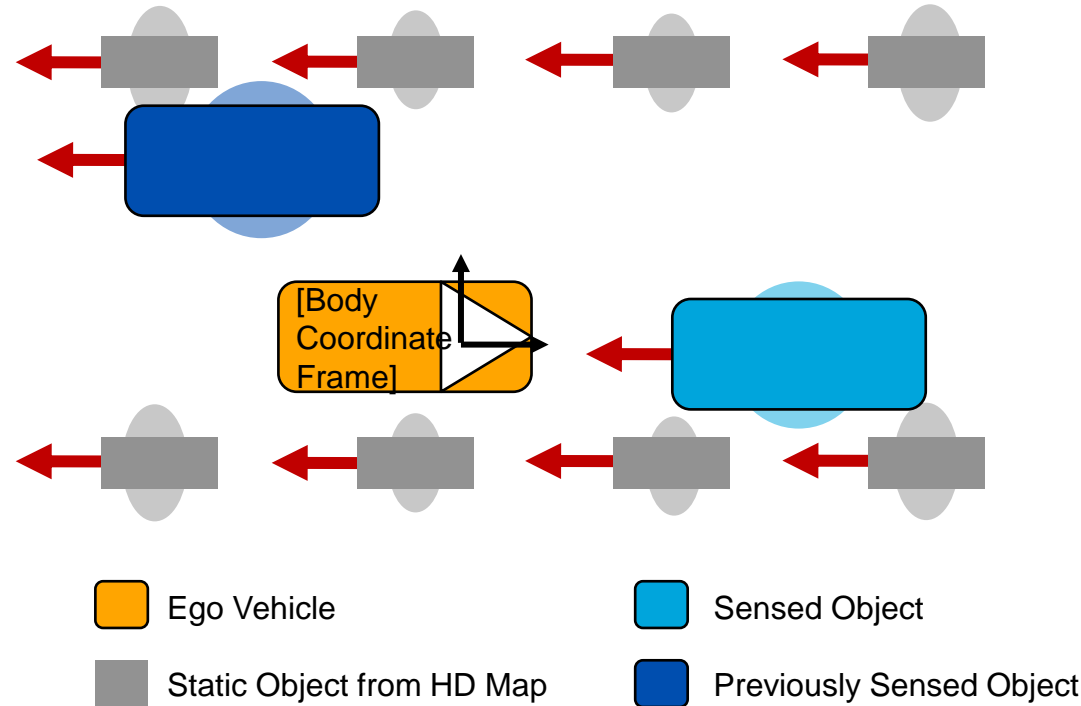 [Body
Coordinate
Frame]
Ego Vehicle
Sensed Object
Static Object from HD Map
Previously Sensed Object